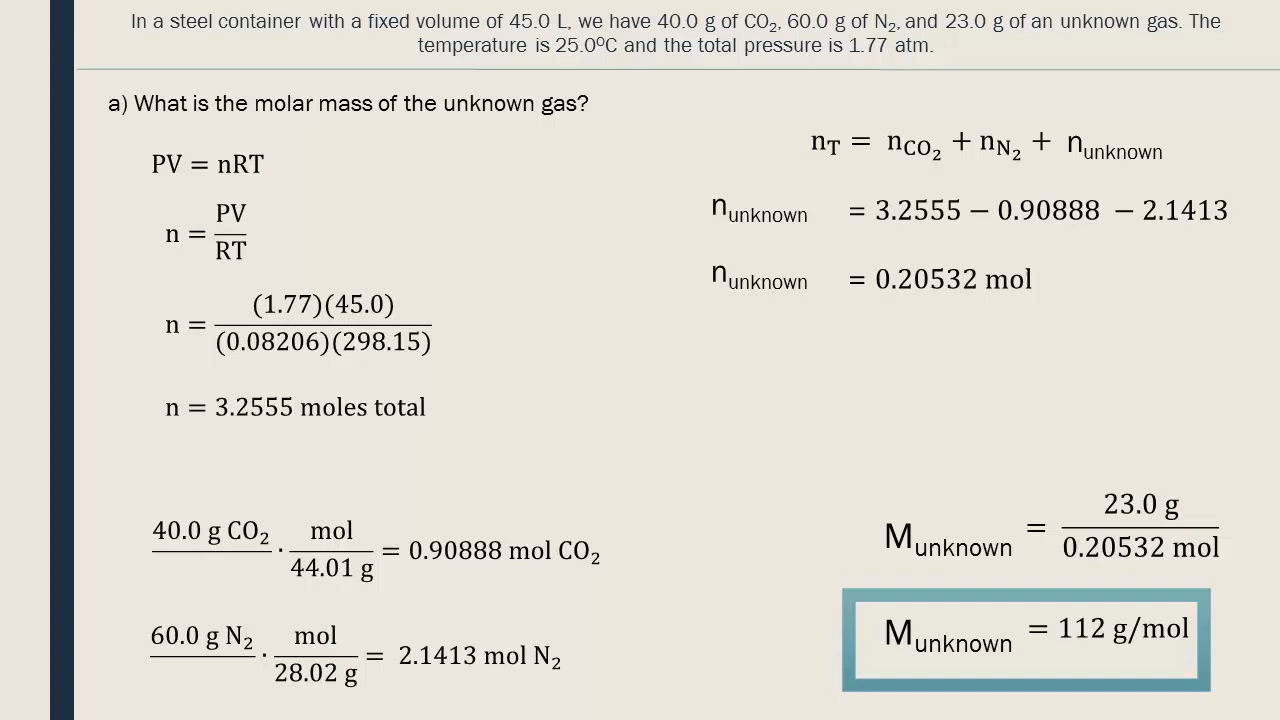 In a steel container with a fixed volume of 45.0 L, we have 40.0 g of CO₂, 60.0 g of N₂, and 23.0 g of an unknown gas. The
temperature is 25.0⁰C and the total pressure is 1.77 atm.
a) What is the molar mass of the unknown gas?
PV = nRT
n = PV/RT
n = (1.77)(45.0)/(0.08206)(298.15)
n = 3.2555 moles total
40.0 g CO₂ · mol/44.01 g = 0.90888 mol CO₂
60.0 g N₂ · mol/28.02 g = 2.1413 mol N₂
n_T = n_CO₂ + n_N₂ + n_unknown
n_unknown = 3.2555 − 0.90888 − 2.1413
n_unknown = 0.20532 mol
M_unknown = 23.0 g/0.20532 mol
M_unknown = 112 g/mol